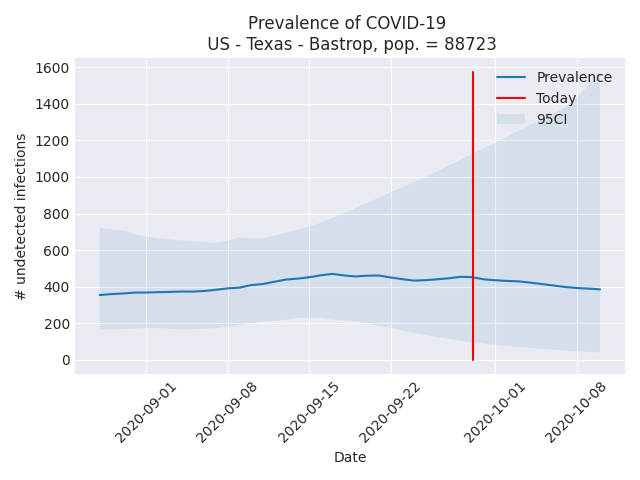 Prevalence of COVID-19
US - Texas - Bastrop, pop. = 88723
# undetected infections
1600
1400
1200
1000
800
600
400
200
0
Prevalence
Today
95CI
2020-09-01
2020-09-08
2020-09-15
2020-09-22
2020-10-01
2020-10-08
Date